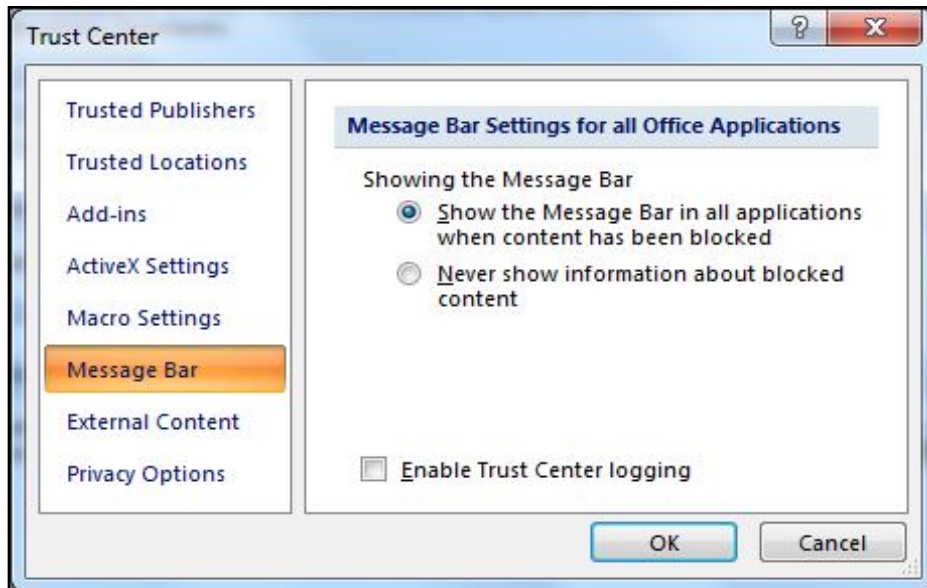 Trust Center
Trusted Publishers
Trusted Locations
Add-ins
ActiveX Settings
Macro Settings
Message Bar
External Content
Privacy Options
Message Bar Settings for all Office Applications
Showing the Message Bar
Show the Message Bar in all applications
when content has been blocked
Never show information about blocked
content
Enable Trust Center logging
OK
Cancel